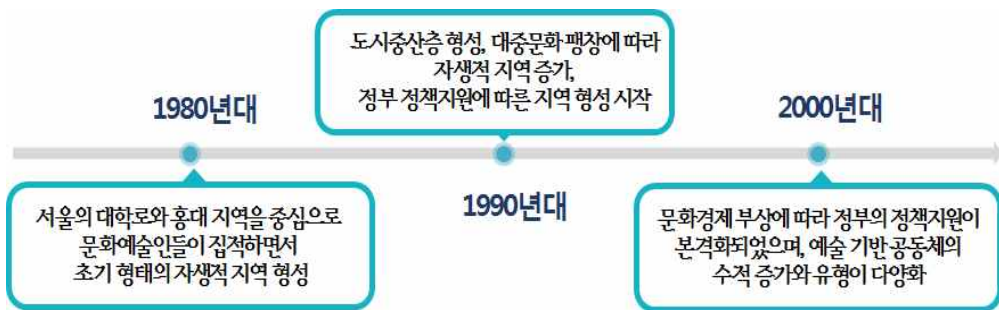 1980년대
서울의 대학로와 홍대 지역을 중심으로
문화예술인들이 집적하면서
초기 형태의 자생적 지역 형성
도시중산층 형성, 대중문화 팽창에 따라
자생적 지역 증가,
정부 정책지원에 따른 지역 형성 시작
1990년대
2000년대
문화경제 부상에 따라 정부의 정책지원이
본격화되었으며, 예술 기반 공동체의
수적 증가와 유형이 다양화